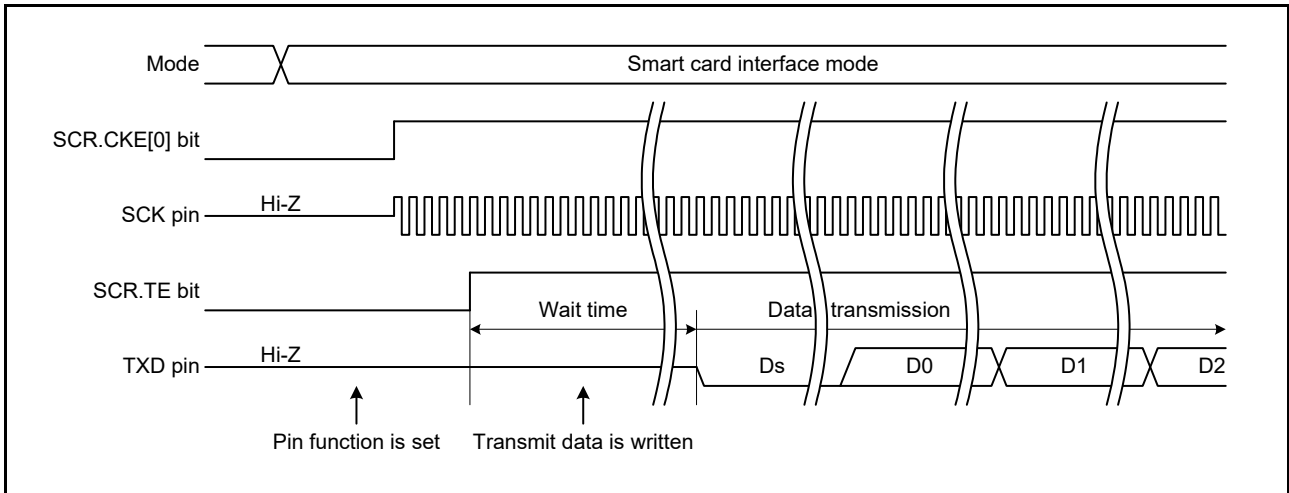 Mode
Smart card interface mode
SCR.CKE[0] bit
SCK pin
Hi-Z
SCR.TE bit
Wait time
Data transmission
TXD pin
Hi-Z
Ds
D0
D1
D2
Pin function is set
Transmit data is written